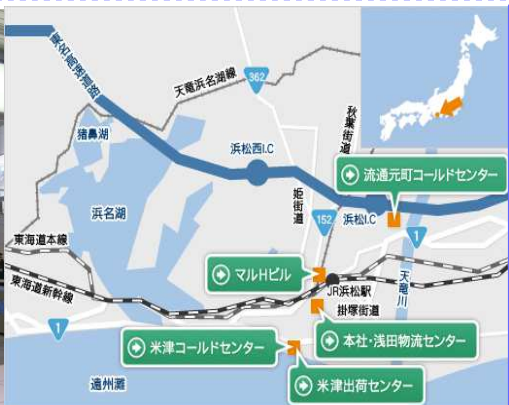 東名高速道路
天竜浜名湖線
362
秋葉街道
猪鼻湖
浜松西I.C
流通元町コールドセンター
姫街道
浜名湖
152
浜松I.C
1
東海道本線
マルHビル
天竜川
JR浜松駅
東海道新幹線
掛塚街道
1
本社・浅田物流センター
米津コールドセンター
米津出荷センター
遠州灘